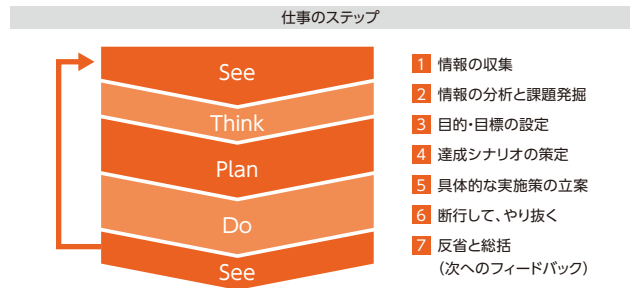 仕事のステップ
See
Think
Plan
Do
See
1 情報の収集
2 情報の分析と課題発掘
3 目的・目標の設定
4 達成シナリオの策定
5 具体的な実施策の立案
6 断行して、やり抜く
7 反省と総括
（次へのフィードバック）